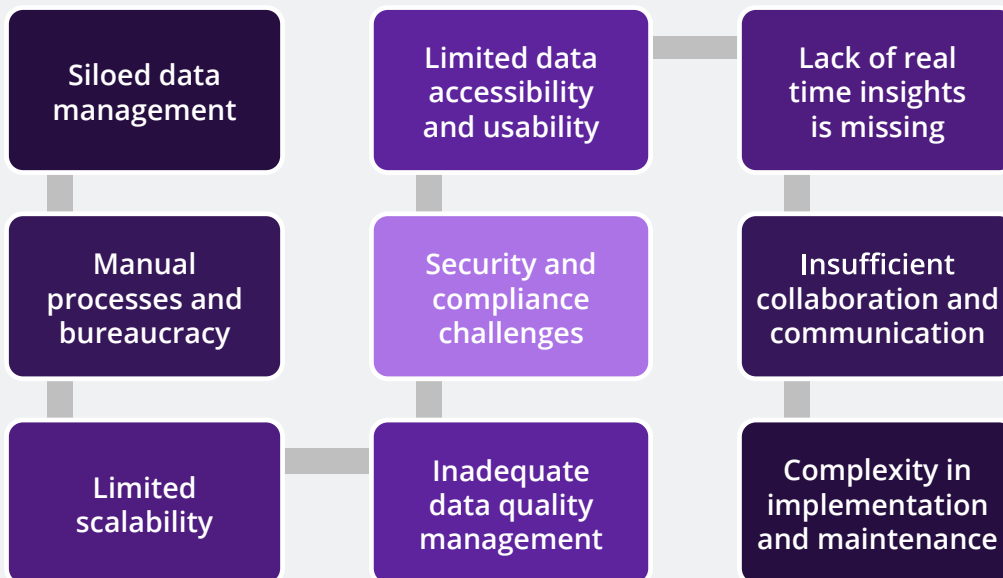 Siloed data
management
Manual
processes and
bureaucracy
Limited
scalability
Inadequate
data quality
management
Security and
compliance
challenges
Limited data
accessibility
and usability
Lack of real
time insights
is missing
Insufficient
collaboration and
communication
Complexity in
implementation
and maintenance